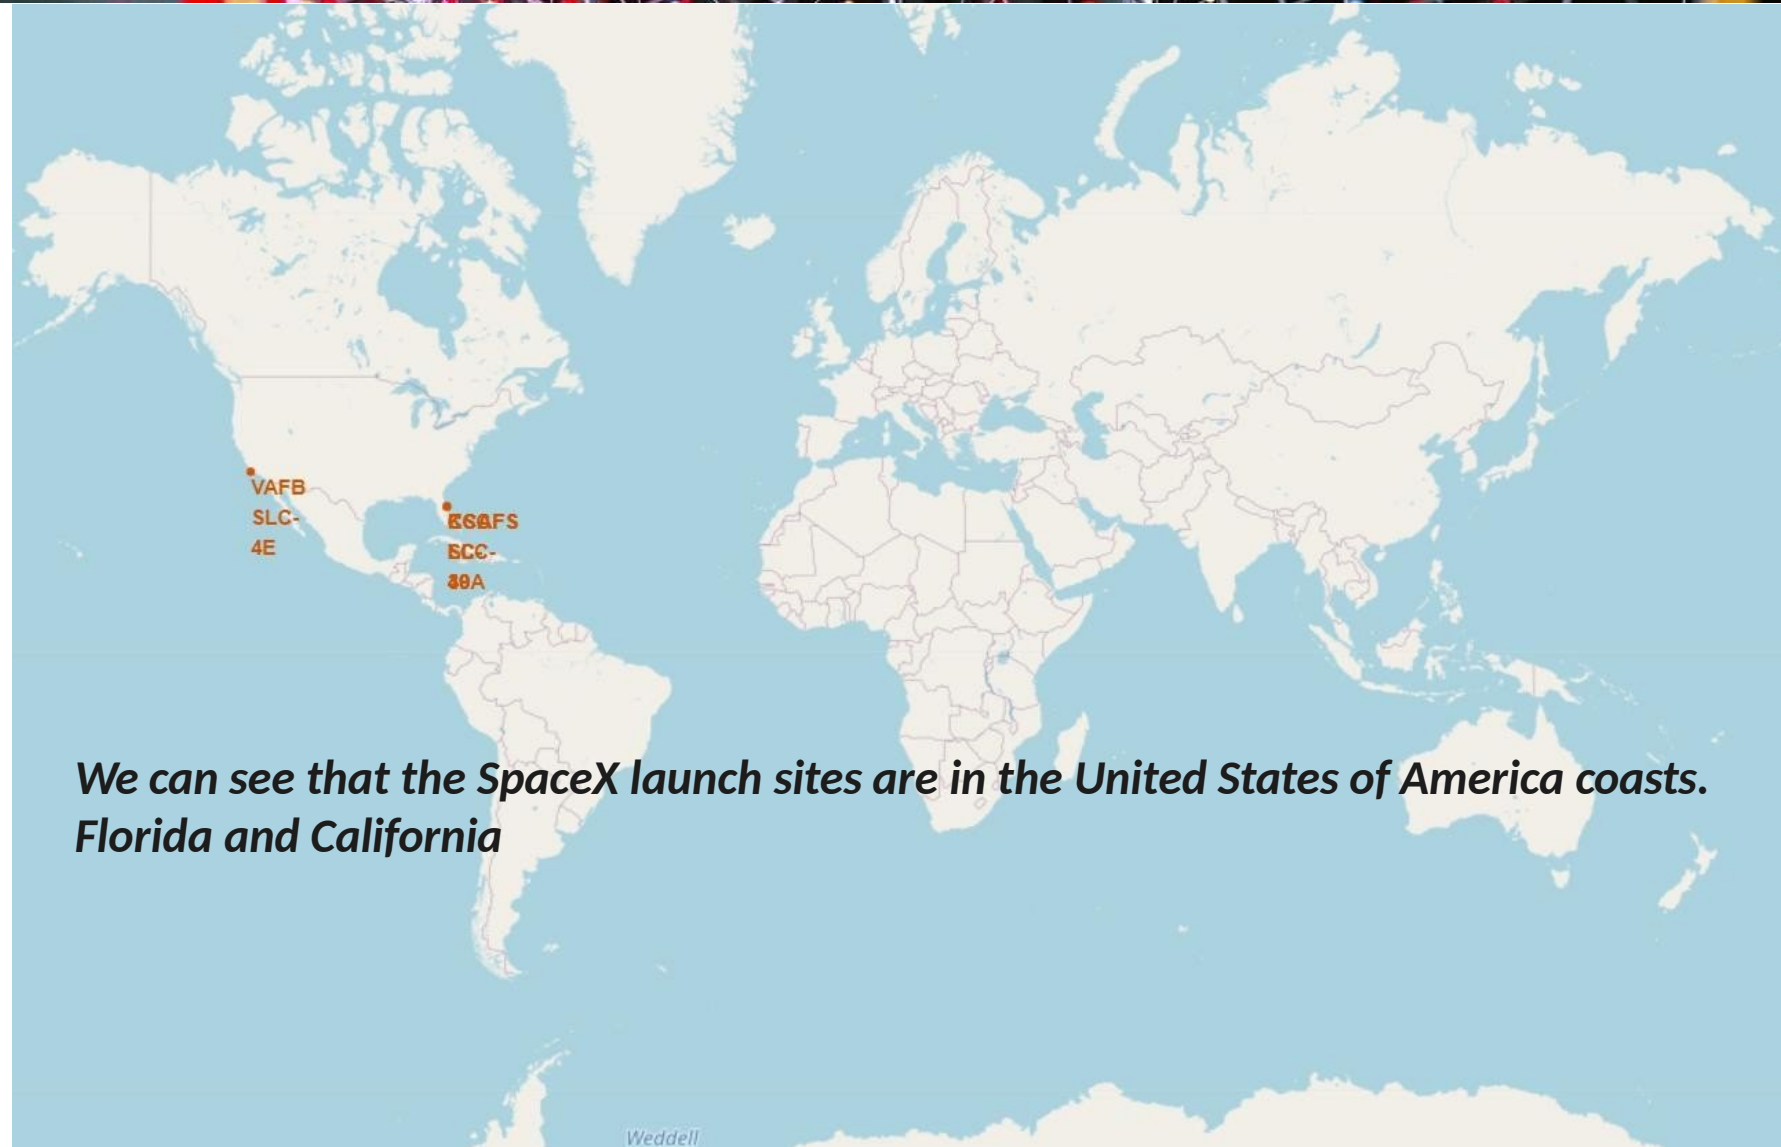 VAFB
SLC-
4E
We can see that the SpaceX launch sites are in the United States of America coasts.
Florida and California
Weddell